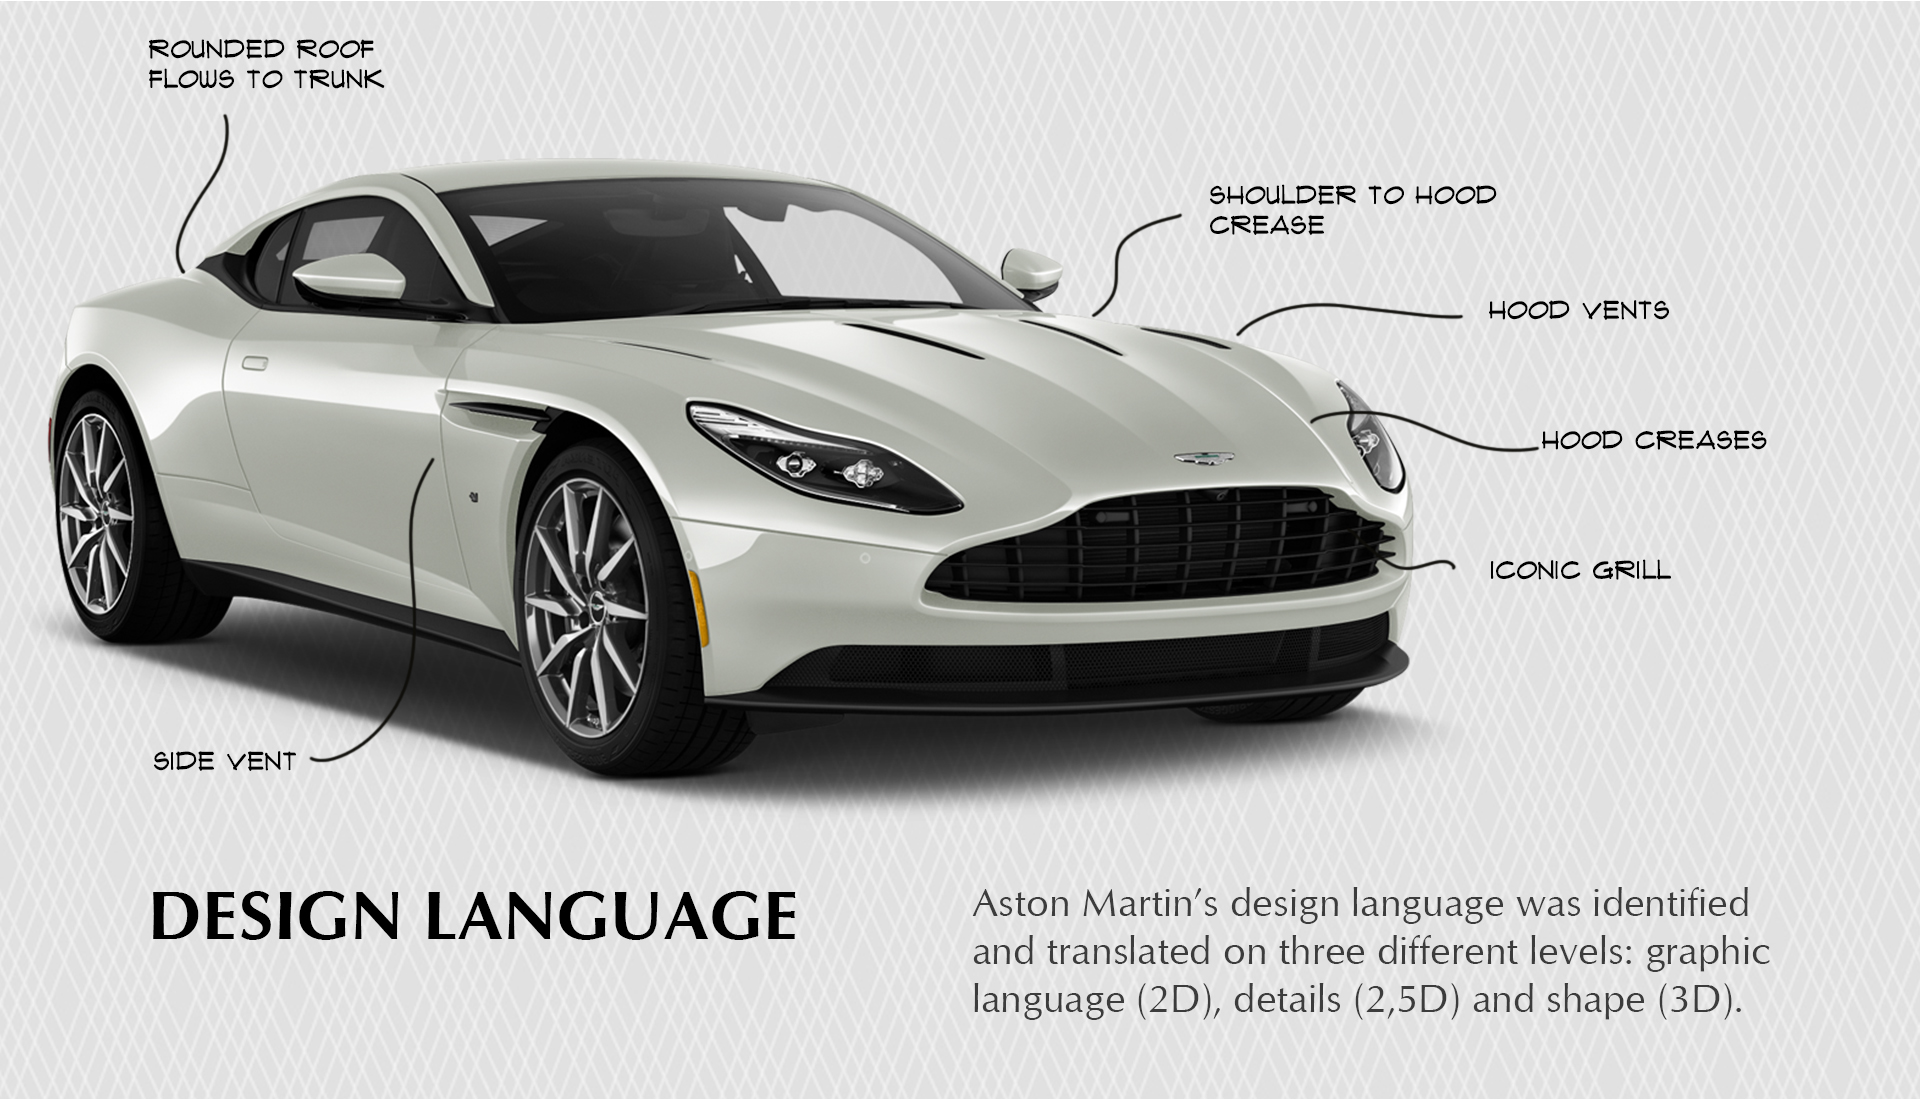 ROUNDED ROOF
FLOWS TO TRUNK
SHOULDER TO HOOD
CREASE
HOOD VENTS
HOOD CREASES
ICONIC GRILL
SIDE VENT
DESIGN LANGUAGE
Aston Martin’s design language was identified
and translated on three different levels: graphic
language (2D), details (2,5D) and shape (3D).